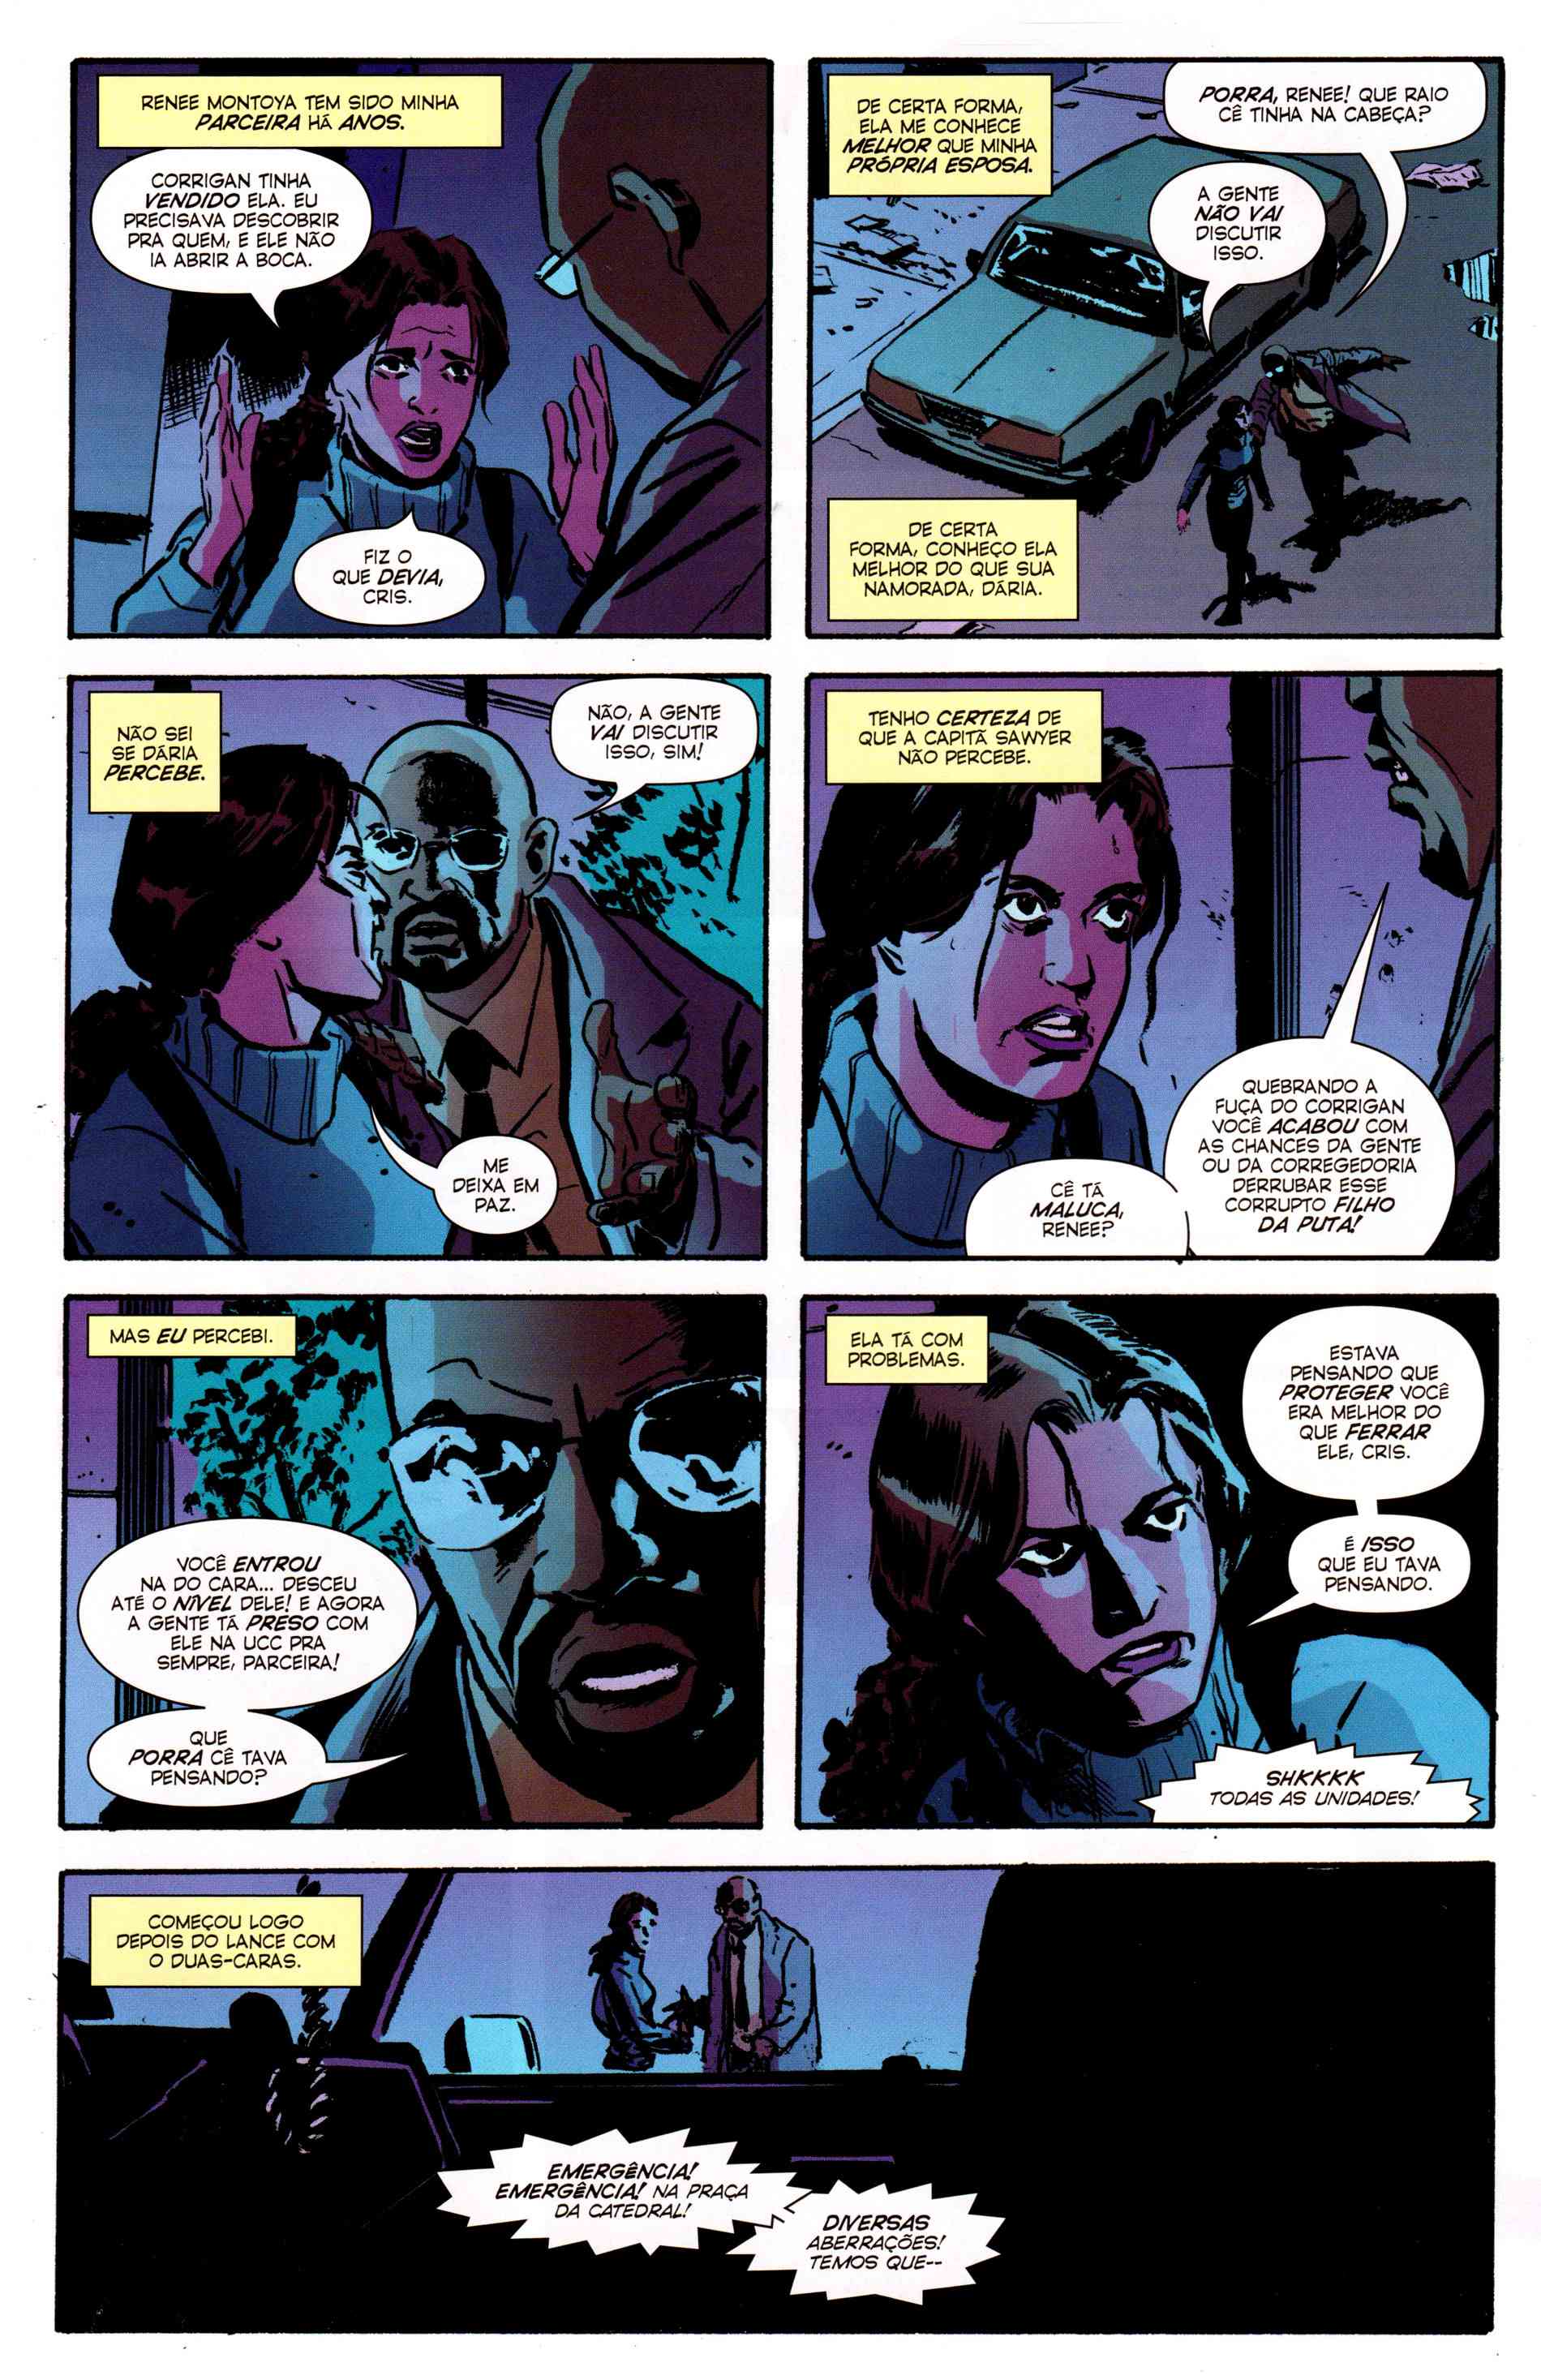 RENEE MONTOYA TEM SIDO MINHA
PARCEIRA HÁ ANOS.
CORRIGAN TINHA
VENDIDO ELA. EU
PRECISAVA DESCOBRIR
PRA QUEM, E ELE NÃO
IA ABRIR A BOCA.
FIZ O
QUE DEVIA,
CRIS.
DE CERTA FORMA,
ELA ME CONHECE
MELHOR QUE MINHA
PRÓPRIA ESPOSA.
PORRA, RENEE! QUE RAIO
CÊ TINHA NA CABEÇA?
A GENTE
NÃO VAI
DISCUTIR
ISSO.
DE CERTA
FORMA, CONHEÇO ELA
MELHOR DO QUE SUA
NAMORADA, DÁRIA.
NÃO SEI
SE DÁRIA
PERCEBE.
NÃO, A GENTE
VAI DISCUTIR
ISSO, SIM!
ME
DEIXA EM
PAZ.
TENHO CERTEZA DE
QUE A CAPITÃ SAWYER
NÃO PERCEBE.
QUEBRANDO A
FUÇA DO CORRIGAN
VOCÊ ACABOU COM
AS CHANCES DA GENTE
OU DA CORREGEDORIA
DERRUBAR ESSE
CORRUPTO FILHO
DA PUTA!
CÊ TÁ
MALUCA,
RENEE?
MAS EU PERCEBI.
VOCÊ ENTROU
NA DO CARA... DESCEU
ATÉ O NÍVEL DELE! E AGORA
A GENTE TÁ PRESO COM
ELE NA UCC PRA
SEMPRE, PARCEIRA!
QUE
PORRA CÊ TAVA
PENSANDO?
ELA TÁ COM
PROBLEMAS.
ESTAVA
PENSANDO QUE
PROTEGER VOCÊ
ERA MELHOR DO
QUE FERRAR
ELE, CRIS.
É ISSO
QUE EU TAVA
PENSANDO.
SHKKKK
TODAS AS UNIDADES!
COMEÇOU LOGO
DEPOIS DO LANCE COM
O DUAS-CARAS.
EMERGÊNCIA!
EMERGÊNCIA! NA PRAÇA
DA CATEDRAL!
DIVERSAS
ABERRAÇÕES!
TEMOS QUE--